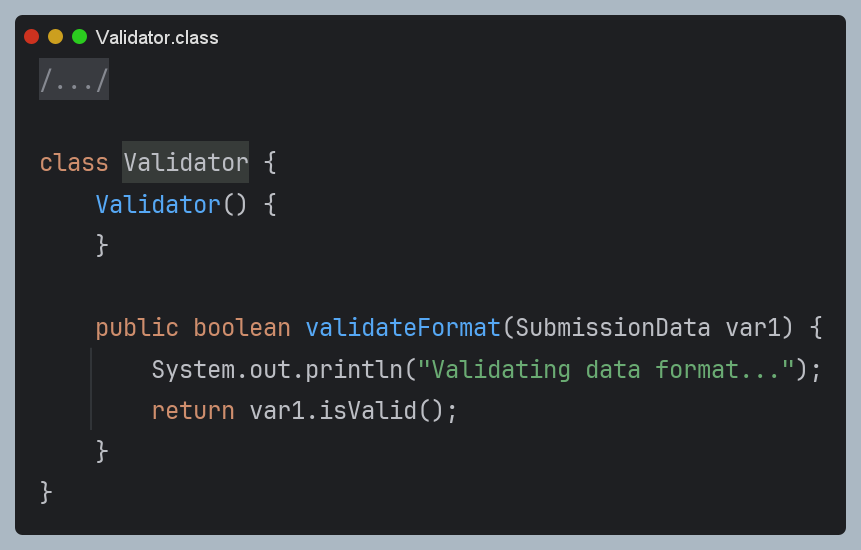 Validator.class
/.../
class Validator {
    Validator() {
    }
    public boolean validateFormat(SubmissionData var1) {
        System.out.println("Validating data format...");
        return var1.isValid();
    }
}